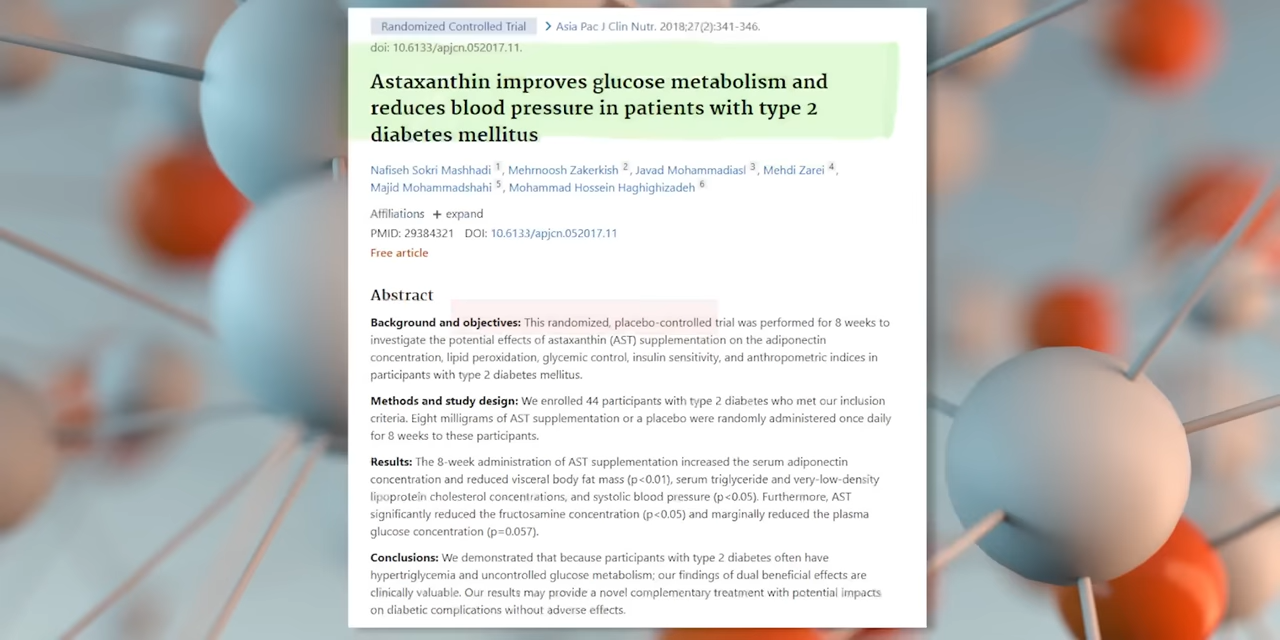 Randomized Controlled Trial > Asia Pac J Clin Nutr. 2018;27(2):341-346.
doi: 10.6133/apjcn.052017.11.
Astaxanthin improves glucose metabolism and
reduces blood pressure in patients with type 2
diabetes mellitus
Nafiseh Sokri Mashhadi 1, Mehrnoosh Zakerkish 2, Javad Mohammadiasl 3, Mehdi Zarei 4,
Majid Mohammadshahi 5, Mohammad Hossein Haghighizadeh 6
Affiliations + expand
PMID: 29384321 DOI: 10.6133/apjcn.052017.11
Free article
Abstract
Background and objectives: This randomized, placebo-controlled trial was performed for 8 weeks to
investigate the potential effects of astaxanthin (AST) supplementation on the adiponectin
concentration, lipid peroxidation, glycemic control, insulin sensitivity, and anthropometric indices in
participants with type 2 diabetes mellitus.
Methods and study design: We enrolled 44 participants with type 2 diabetes who met our inclusion
criteria. Eight milligrams of AST supplementation or a placebo were randomly administered once daily
for 8 weeks to these participants.
Results: The 8-week administration of AST supplementation increased the serum adiponectin
concentration and reduced visceral body fat mass (p<0.01), serum triglyceride and very-low-density
lipoprotein cholesterol concentrations, and systolic blood pressure (p<0.05). Furthermore, AST
significantly reduced the fructosamine concentration (p<0.05) and marginally reduced the plasma
glucose concentration (p=0.057).
Conclusions: We demonstrated that because participants with type 2 diabetes often have
hypertriglycemia and uncontrolled glucose metabolism; our findings of dual beneficial effects are
clinically valuable. Our results may provide a novel complementary treatment with potential impacts
on diabetic complications without adverse effects.